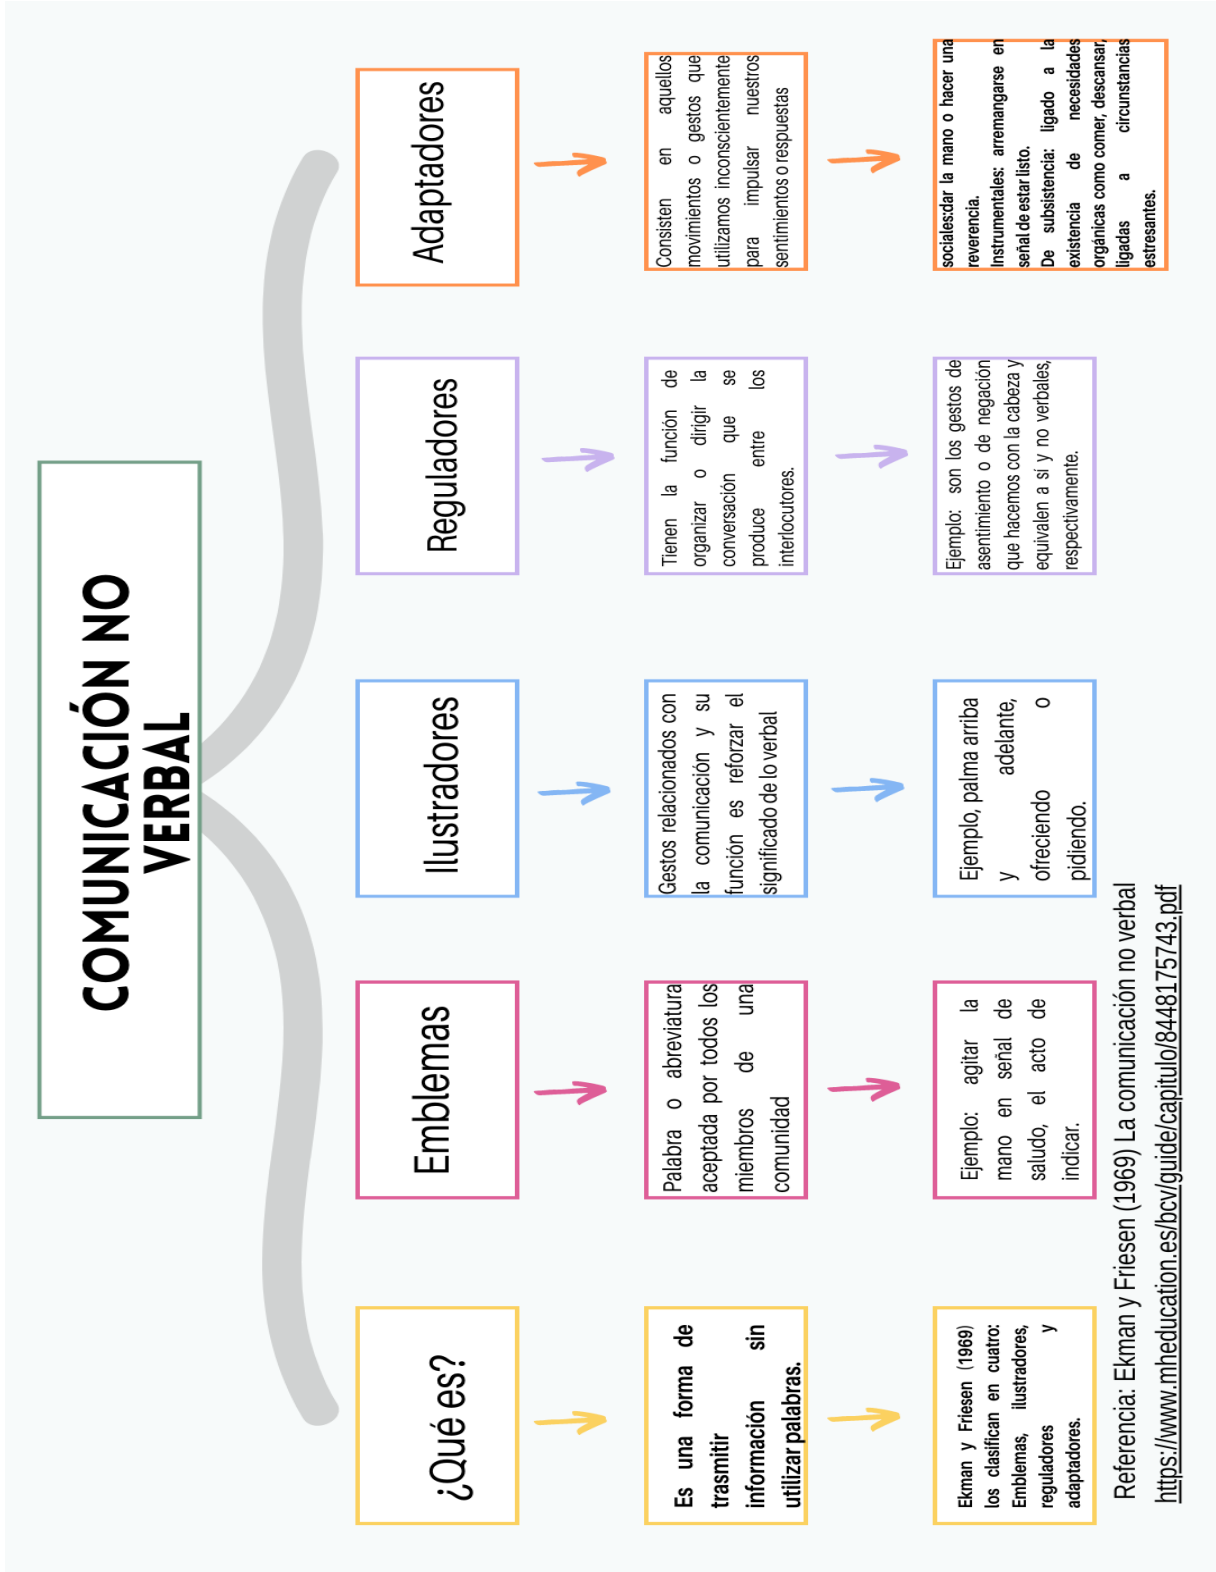 COMUNICACIÓN NO
VERBAL
¿Qué es?
Es una forma de
trasmitir
información sin
utilizar palabras.
Ekman y Friesen (1969)
los clasifican en cuatro:
Emblemas, ilustradores,
reguladores y
adaptadores.
Emblemas
Palabra o abreviatura
aceptada por todos los
miembros de una
comunidad
Ejemplo: agitar la
mano en señal de
saludo, el acto de
indicar.
Ilustradores
Gestos relacionados con
la comunicación y su
función es reforzar el
significado de lo verbal
Ejemplo, palma arriba
y adelante,
ofreciendo o
pidiendo.
Reguladores
Tienen la función de
organizar o dirigir la
conversación que se
produce entre los
interlocutores.
Ejemplo: son los gestos de
asentimiento o de negación
que hacemos con la cabeza y
equivalen a sí y no verbales,
respectivamente.
Adaptadores
Consisten en aquellos
movimientos o gestos que
utilizamos inconscientemente
para impulsar nuestros
sentimientos o respuestas
sociales:dar la mano o hacer una
reverencia.
Instrumentales: arremangarse en
señal de estar listo.
De subsistencia: ligado a la
existencia de necesidades
orgánicas como comer, descansar,
ligadas a circunstancias
estresantes.
Referencia: Ekman y Friesen (1969) La comunicación no verbal
https://www.mheducation.es/bcv/guide/capitulo/8448175743.pdf